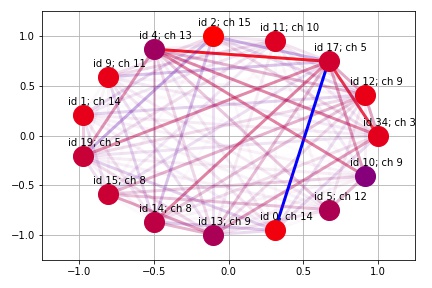 id 2; ch 15
id 11; ch 10
id 4; ch 13
id 17; ch 5
id 9; ch 11
id 12; ch 9
id 1; ch 14
id 34; ch 3
id 19; ch 5
id 10; ch 9
id 15; ch 8
id 5; ch 12
id 14; ch 8
id 13; ch 9
id 0; ch 14
1.0
0.5
0.0
−0.5
−1.0
−1.0 −0.5 0.0 0.5 1.0